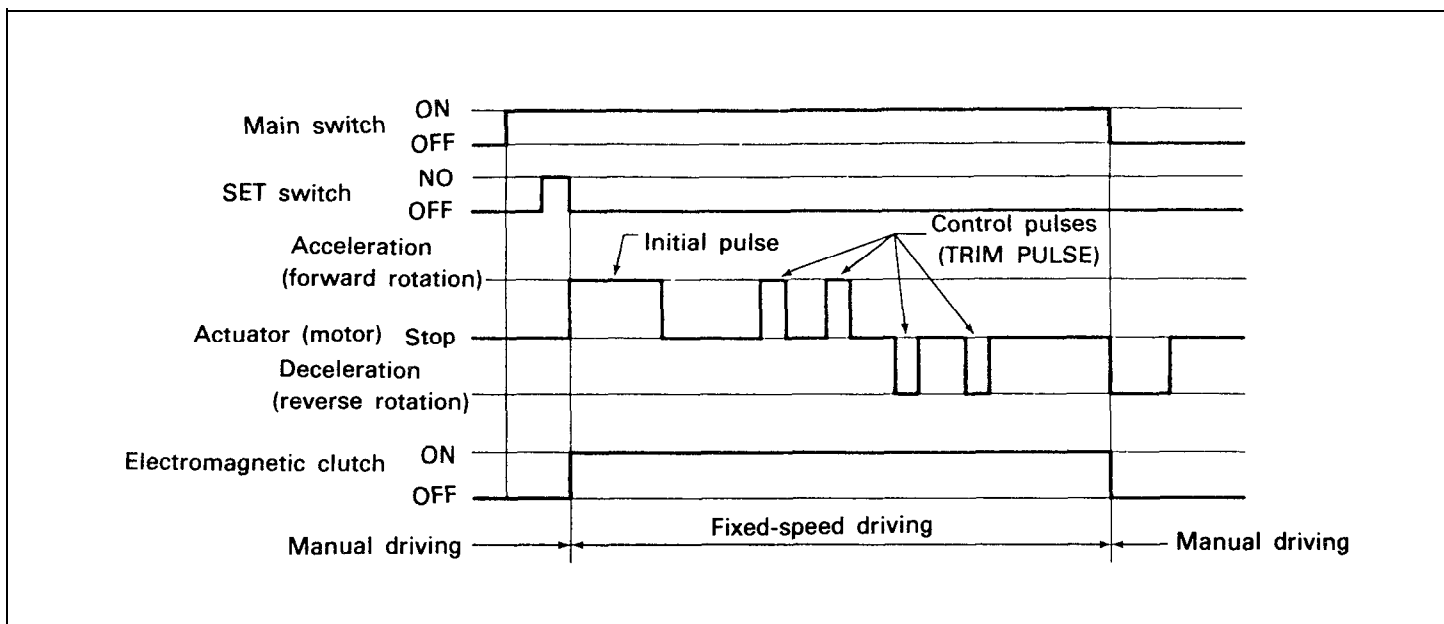 Main switch
ON
OFF
SET switch
NO
OFF
Acceleration
(forward rotation)
Initial pulse
Control pulses
(TRIM PULSE)
Actuator (motor) Stop
Deceleration
(reverse rotation)
Electromagnetic clutch
ON
OFF
Manual driving
Fixed-speed driving
Manual driving